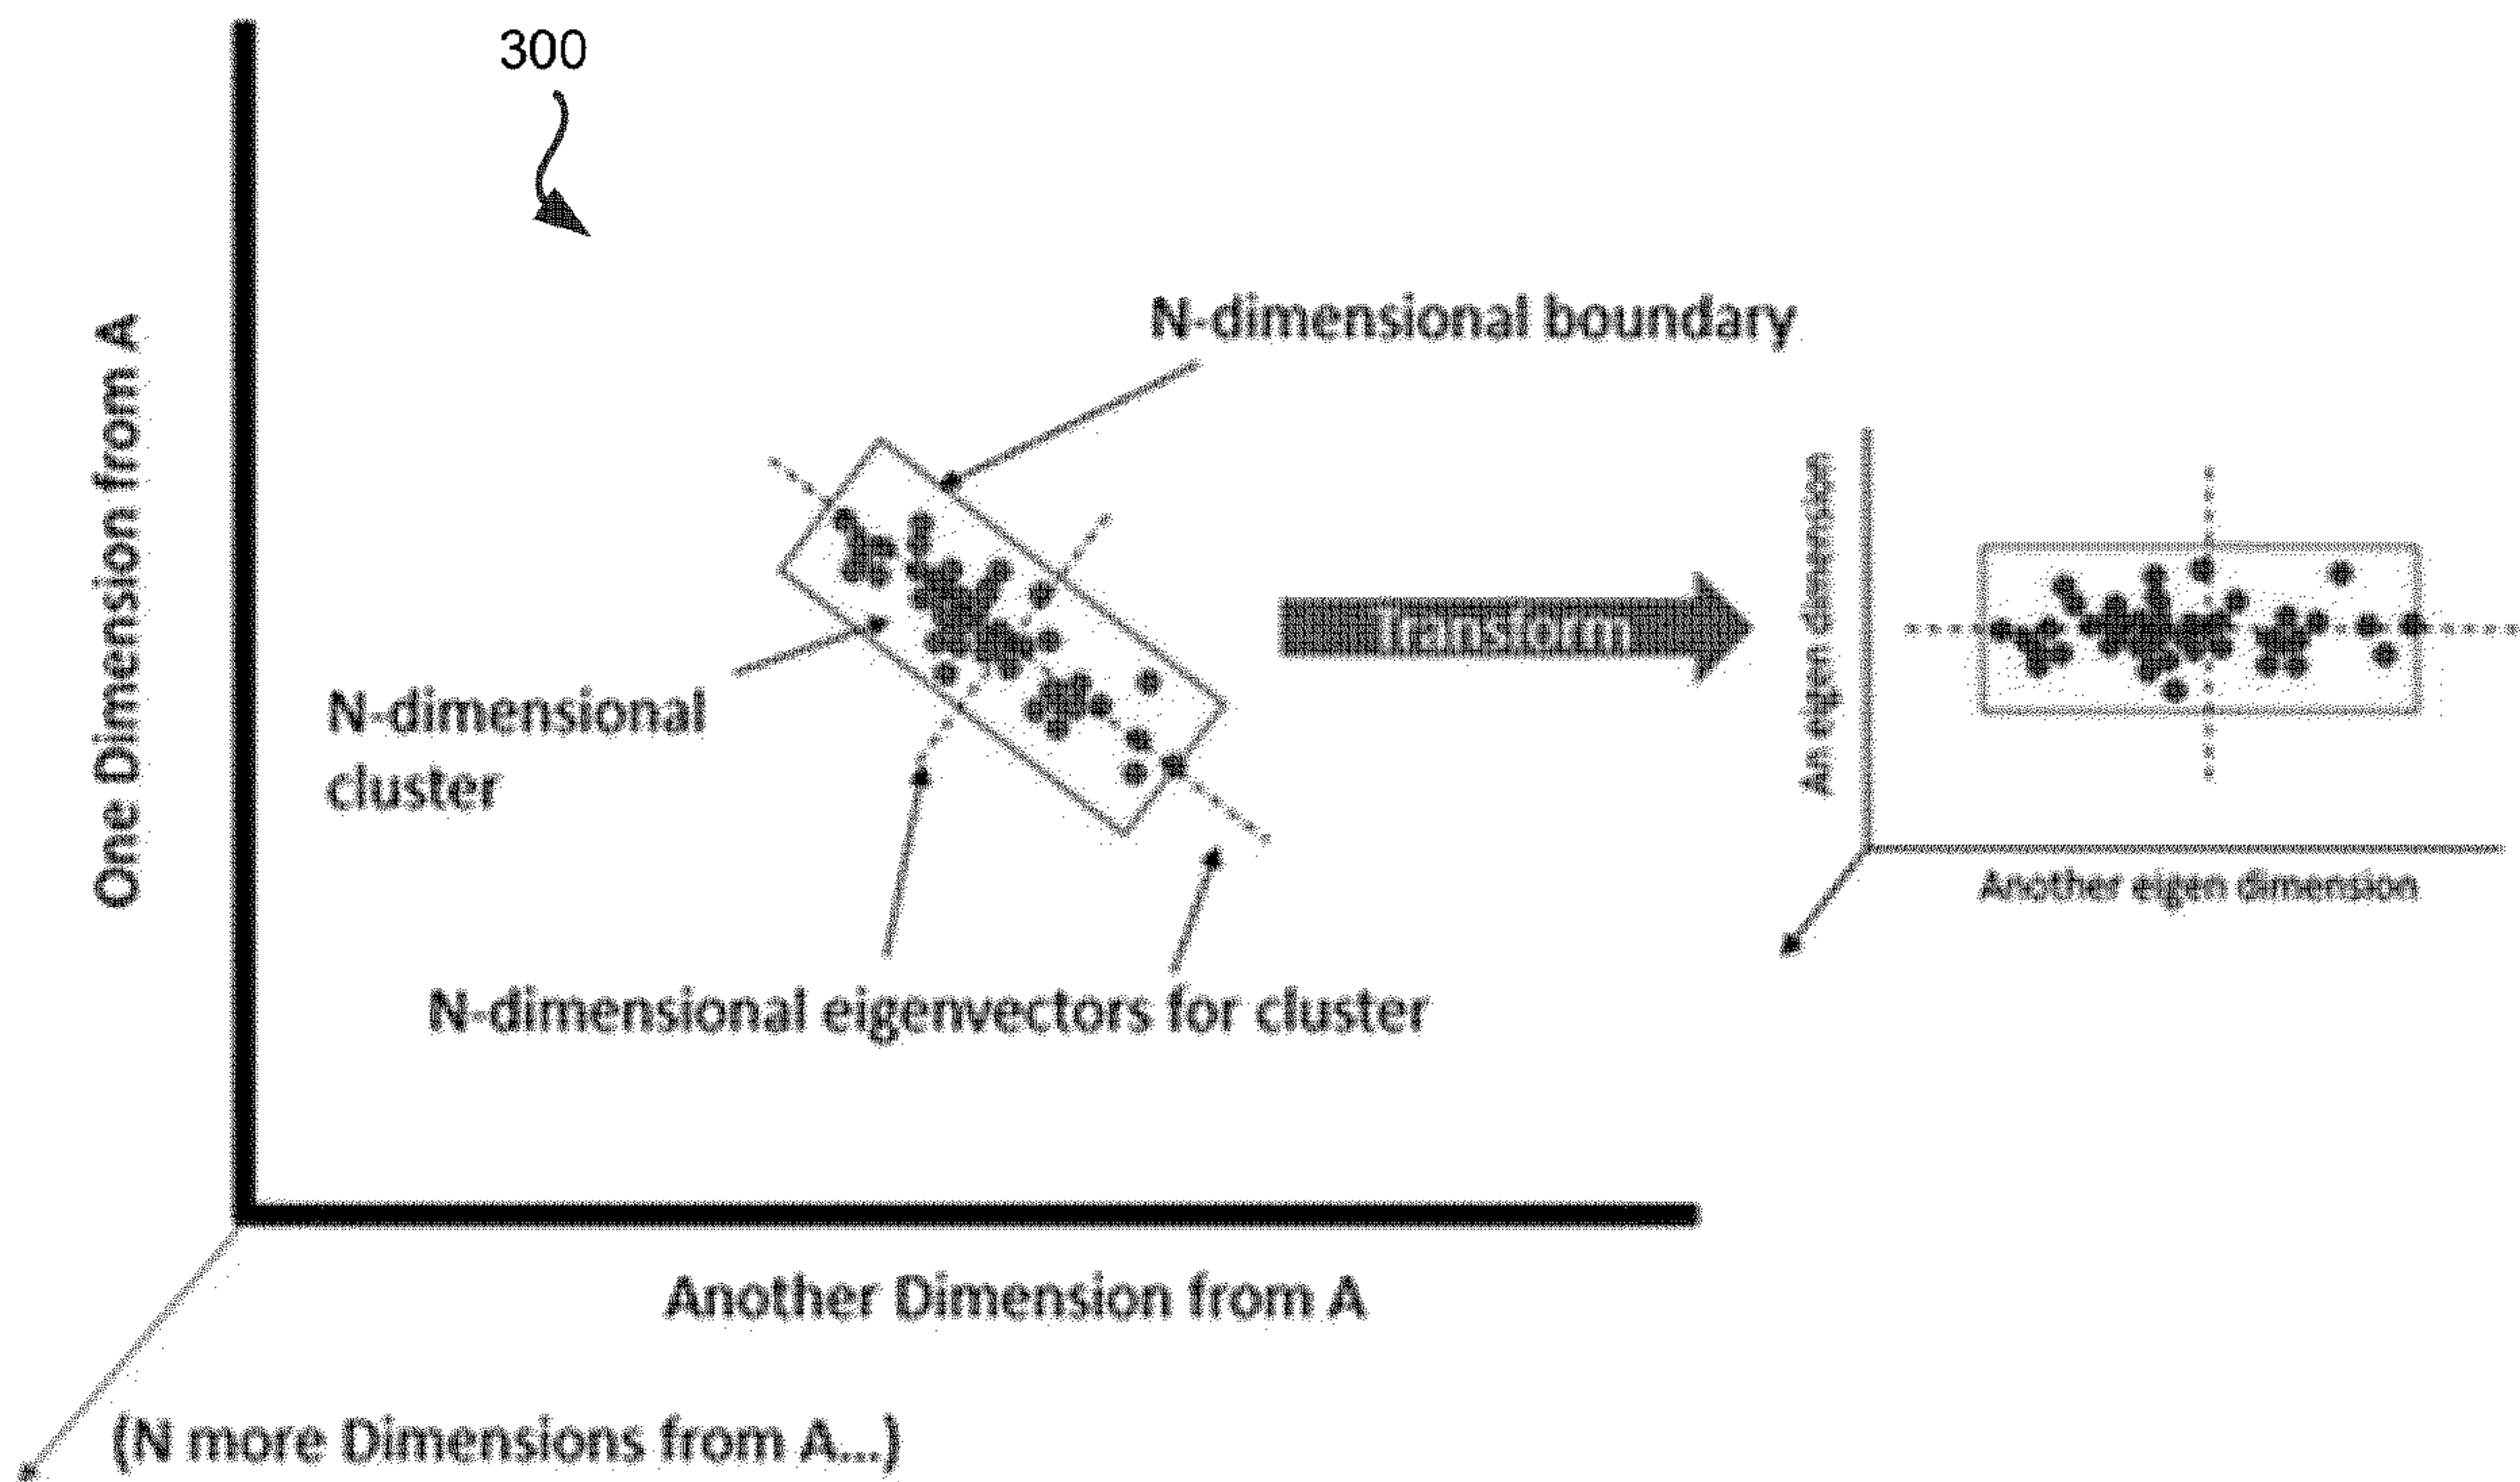 300
N-dimensional boundary
One Dimension from A
Transform
An eigen dimension
N-dimensional
cluster
Another eigen dimension
N-dimensional eigenvectors for cluster
Another Dimension from A
(N more Dimensions from A...)